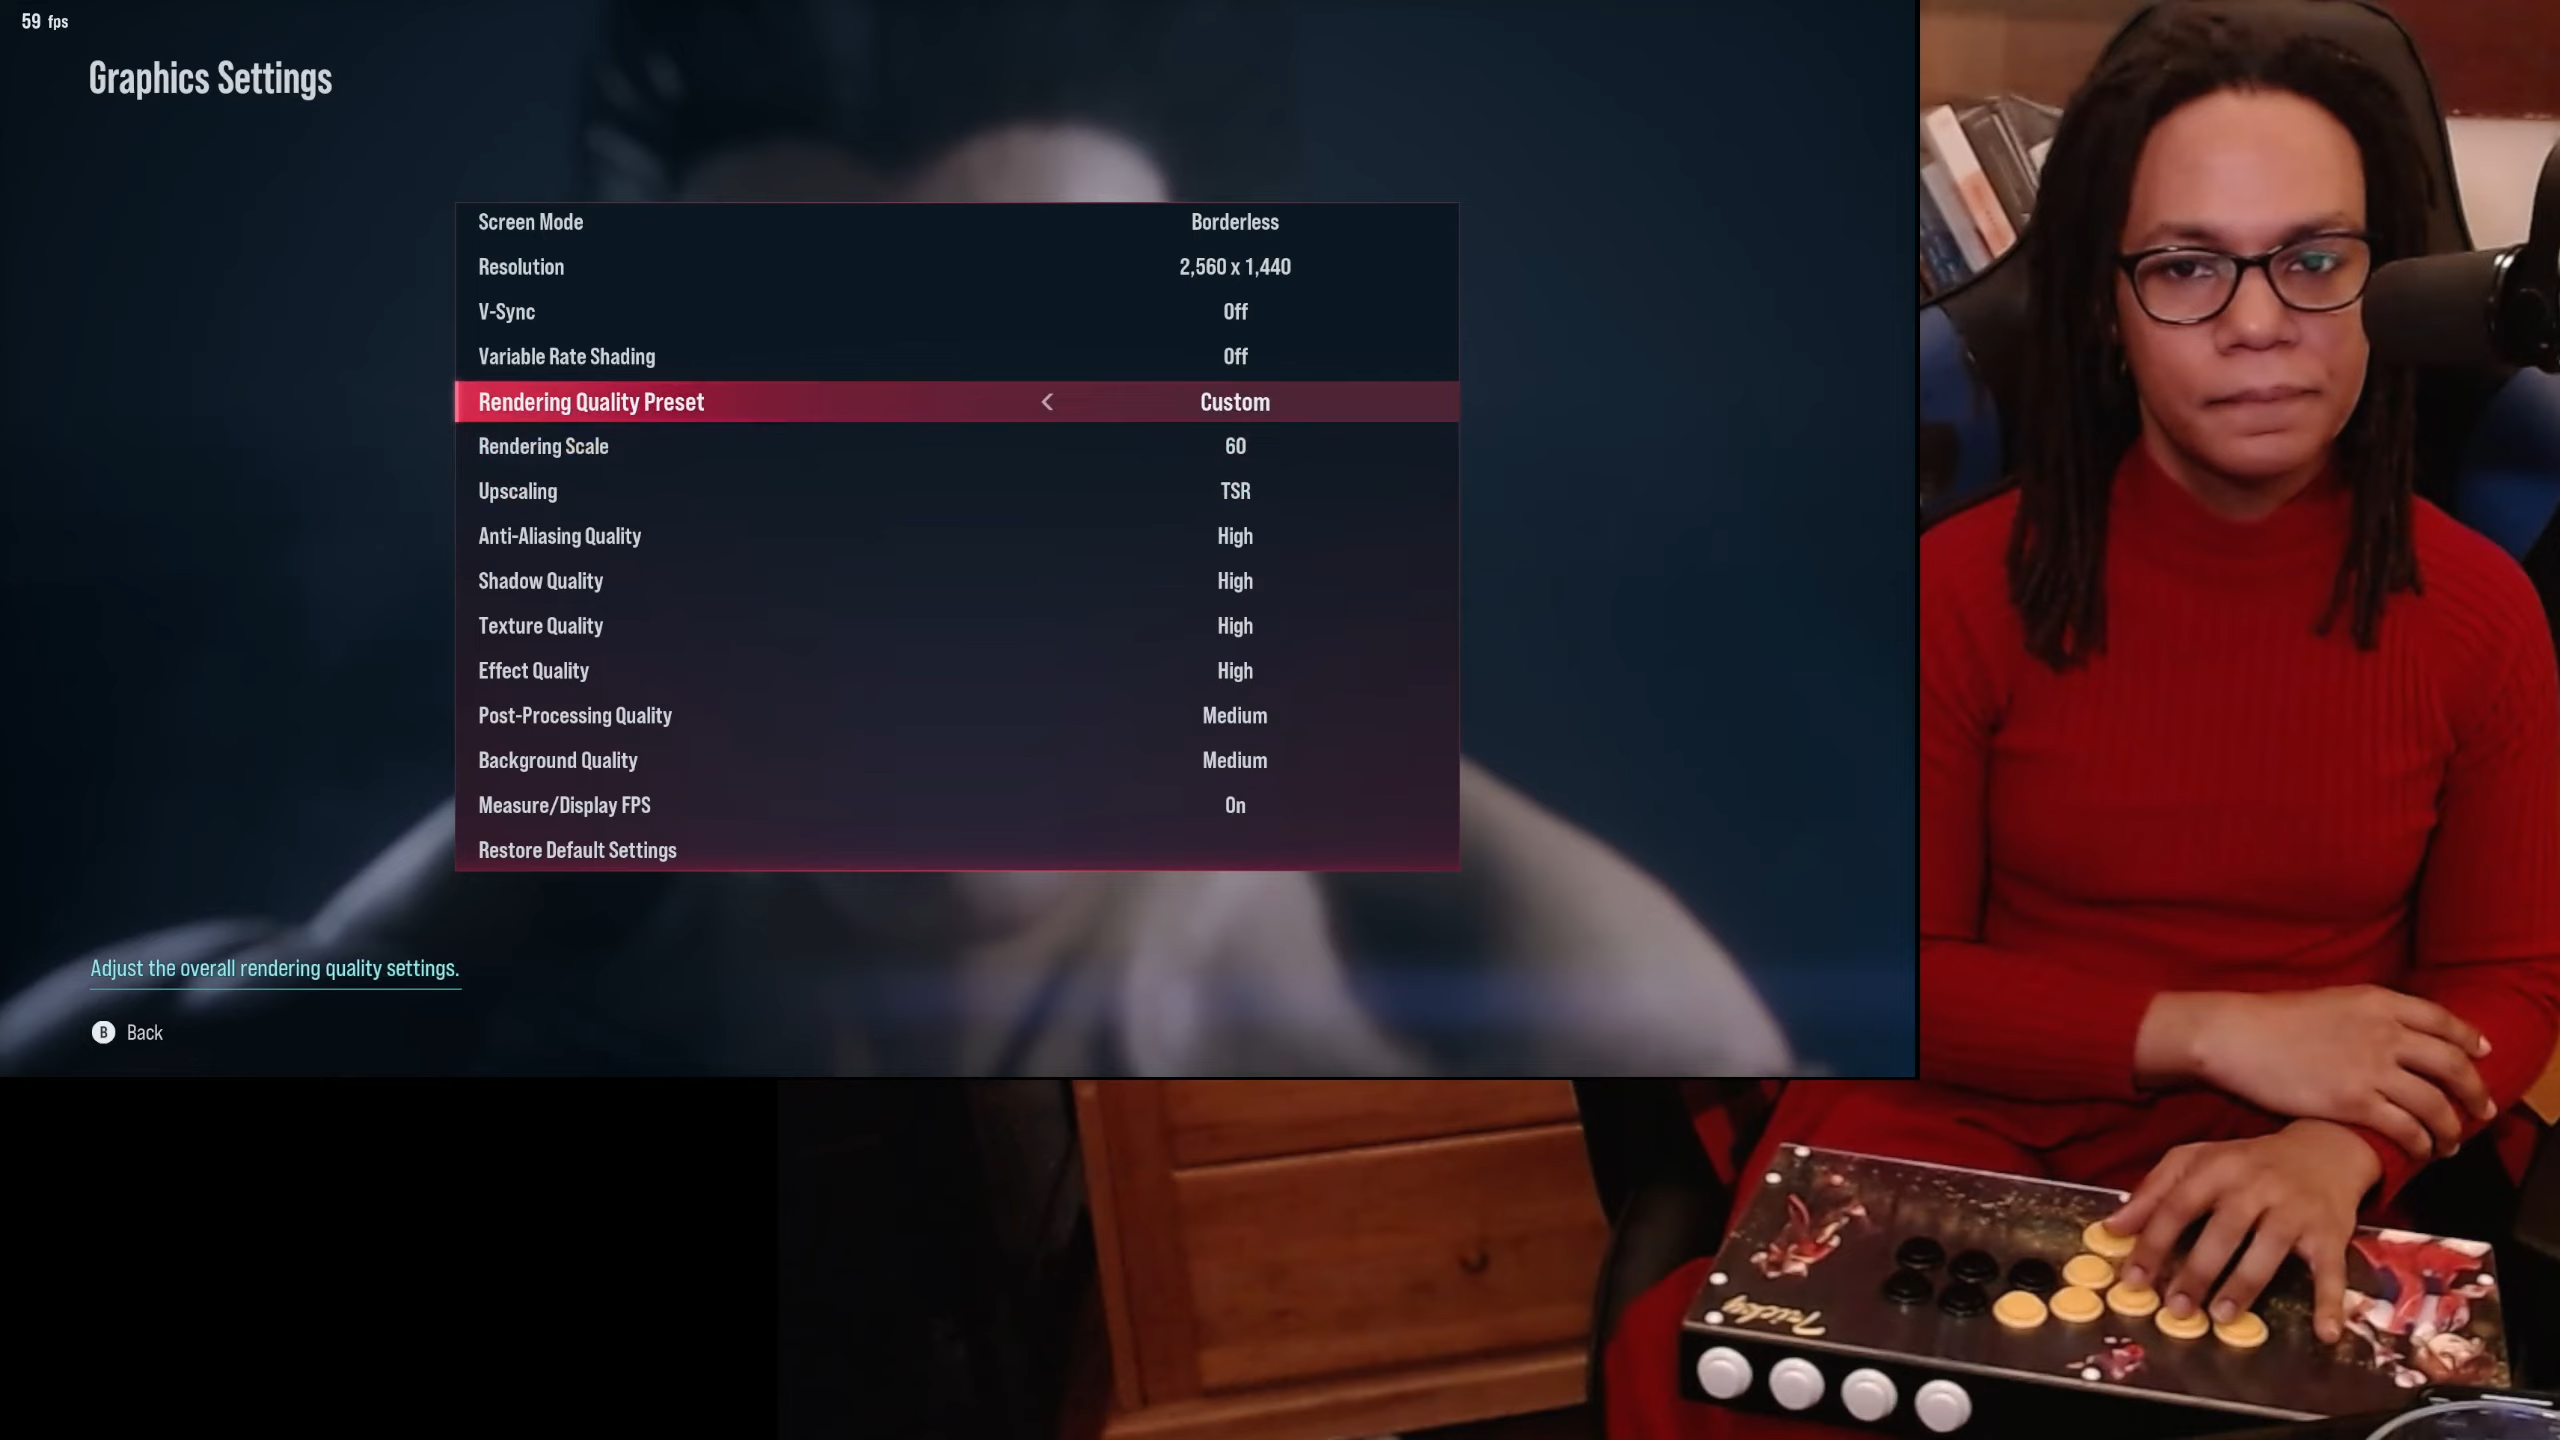 59 fps
Graphics Settings
Screen Mode Borderless
Resolution 2,560 x 1,440
V-Sync Off
Variable Rate Shading Off
Rendering Quality Preset < Custom
Rendering Scale 60
Upscaling TSR
Anti-Aliasing Quality High
Shadow Quality High
Texture Quality High
Effect Quality High
Post-Processing Quality Medium
Background Quality Medium
Measure/Display FPS On
Restore Default Settings
Adjust the overall rendering quality settings.
B Back